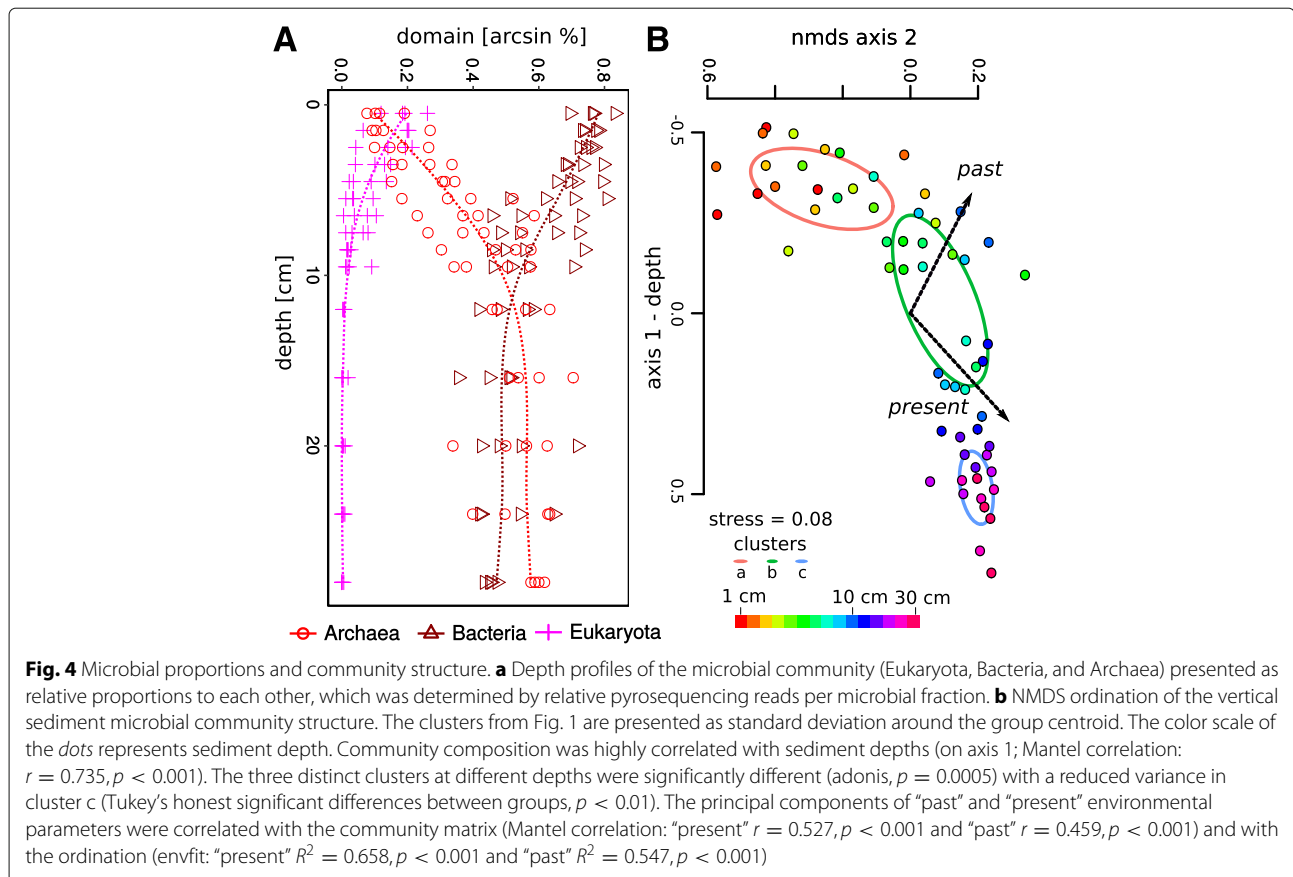 A
domain [arcsin %]
0.0
0.2
0.4
0.6
0.8
0
10
20
depth [cm]
Archaea
Bacteria
Eukaryota
B
nmds axis 2
0.6
0.0
0.2
-0.5
0.0
0.5
axis 1 - depth
past
present
stress = 0.08
clusters
a b c
1 cm 10 cm 30 cm
Fig. 4 Microbial proportions and community structure. a Depth profiles of the microbial community (Eukaryota, Bacteria, and Archaea) presented as
relative proportions to each other, which was determined by relative pyrosequencing reads per microbial fraction. b NMDS ordination of the vertical
sediment microbial community structure. The clusters from Fig. 1 are presented as standard deviation around the group centroid. The color scale of
the dots represents sediment depth. Community composition was highly correlated with sediment depths (on axis 1; Mantel correlation:
r = 0.735, p < 0.001). The three distinct clusters at different depths were significantly different (adonis, p = 0.0005) with a reduced variance in
cluster c (Tukey's honest significant differences between groups, p < 0.01). The principal components of “past” and “present” environmental
parameters were correlated with the community matrix (Mantel correlation: “present” r = 0.527, p < 0.001 and “past” r = 0.459, p < 0.001) and with
the ordination (envfit: “present” R² = 0.658, p < 0.001 and “past” R² = 0.547, p < 0.001)